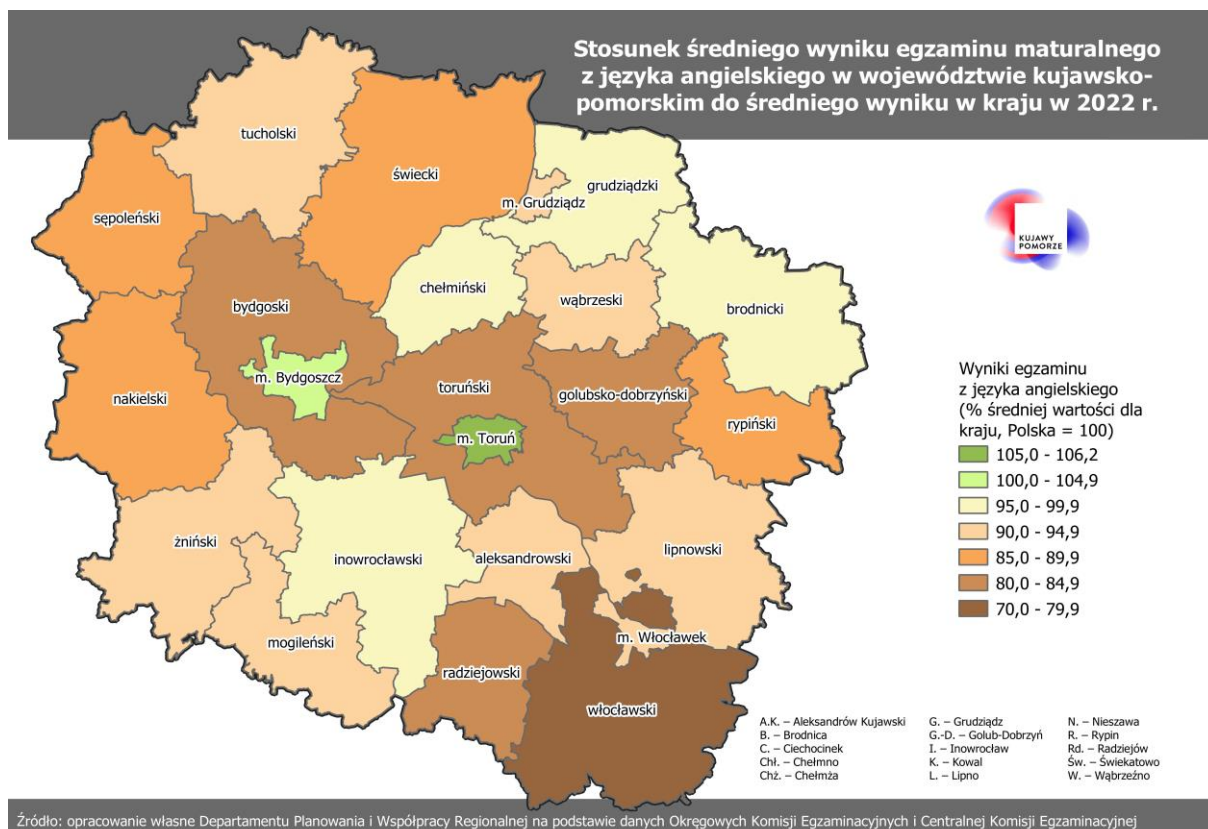 Stosunek średniego wyniku egzaminu maturalnego
z języka angielskiego w województwie kujawsko-
pomorskim do średniego wyniku w kraju w 2022 r.
tucholski
świecki
grudziądzki
m. Grudziądz
sępoleński
KUJAWY
POMORZE
chełmiński
wąbrzeski
brodnicki
bydgoski
m. Bydgoszcz
toruński
golubsko-dobrzyński
nakielski
m. Toruń
rypiński
żniński
inowrocławski
aleksandrowski
lipnowski
mogileński
m. Włocławek
radziejowski
włocławski
Wyniki egzaminu
z języka angielskiego
(% średniej wartości dla
kraju, Polska = 100)
105,0 - 106,2
100,0 - 104,9
95,0 - 99,9
90,0 - 94,9
85,0 - 89,9
80,0 - 84,9
70,0 - 79,9
A.K. – Aleksandrów Kujawski
B. – Brodnica
C. – Ciechocinek
Chł. – Chełmno
Chż. – Chełmża
G. – Grudziądz
G.-D. – Golub-Dobrzyń
I. – Inowrocław
K. – Kowal
L. – Lipno
N. – Nieszawa
R. – Rypin
Rd. – Radziejów
Św. – Świekatowo
W. – Wąbrzeźno
Źródło: opracowanie własne Departamentu Planowania i Współpracy Regionalnej na podstawie danych Okręgowych Komisji Egzaminacyjnych i Centralnej Komisji Egzaminacyjnej